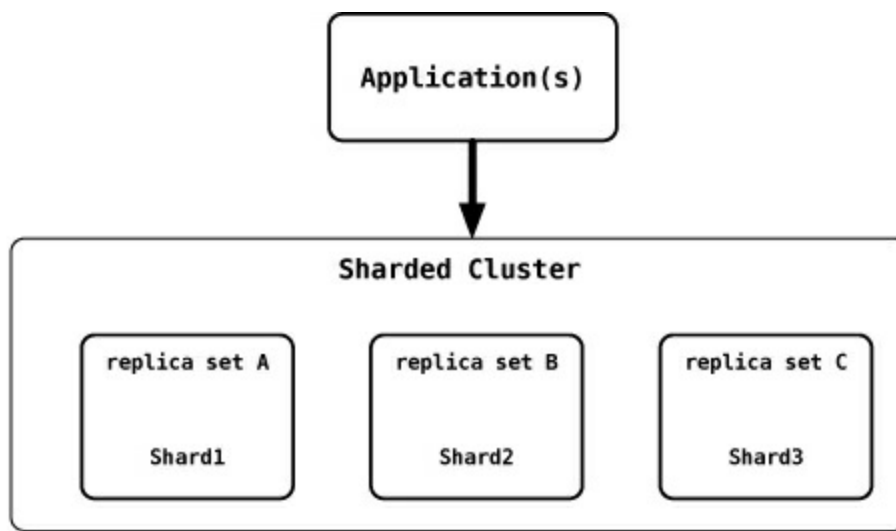 Application(s)
Sharded Cluster
replica set A
Shard1
replica set B
Shard2
replica set C
Shard3